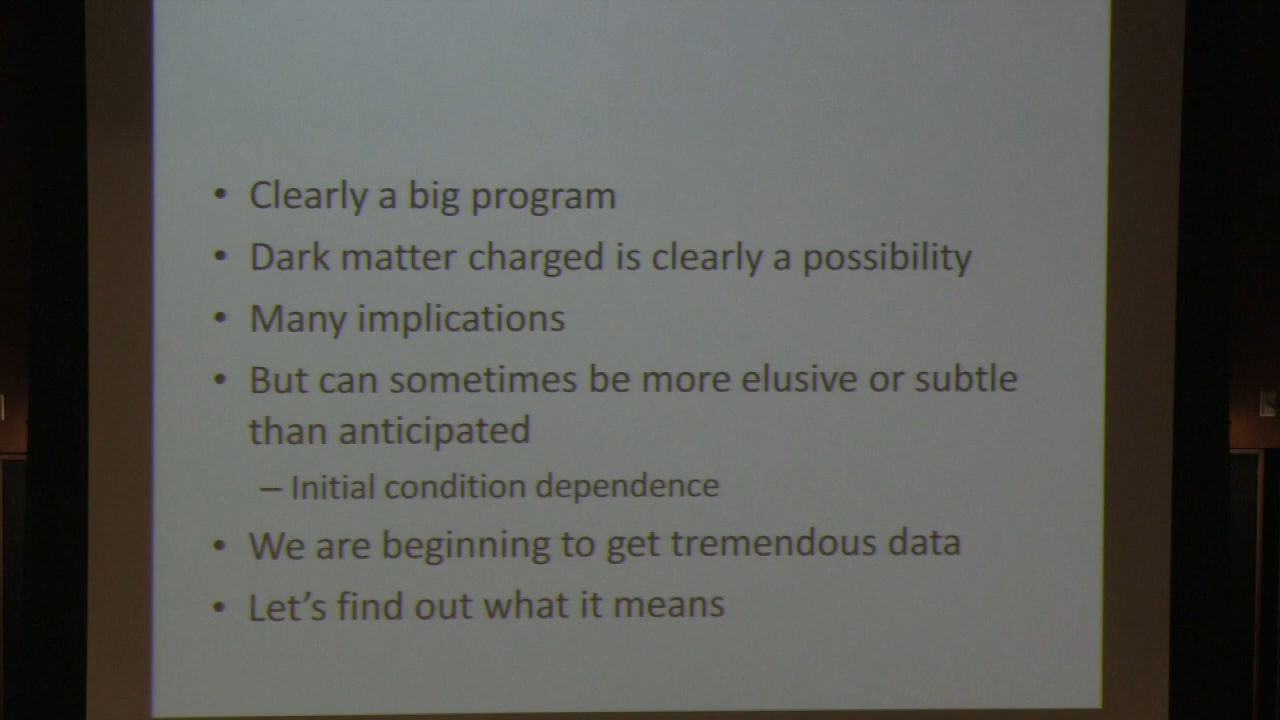 • Clearly a big program
• Dark matter charged is clearly a possibility
• Many implications
• But can sometimes be more elusive or subtle
than anticipated
– Initial condition dependence
• We are beginning to get tremendous data
• Let’s find out what it means